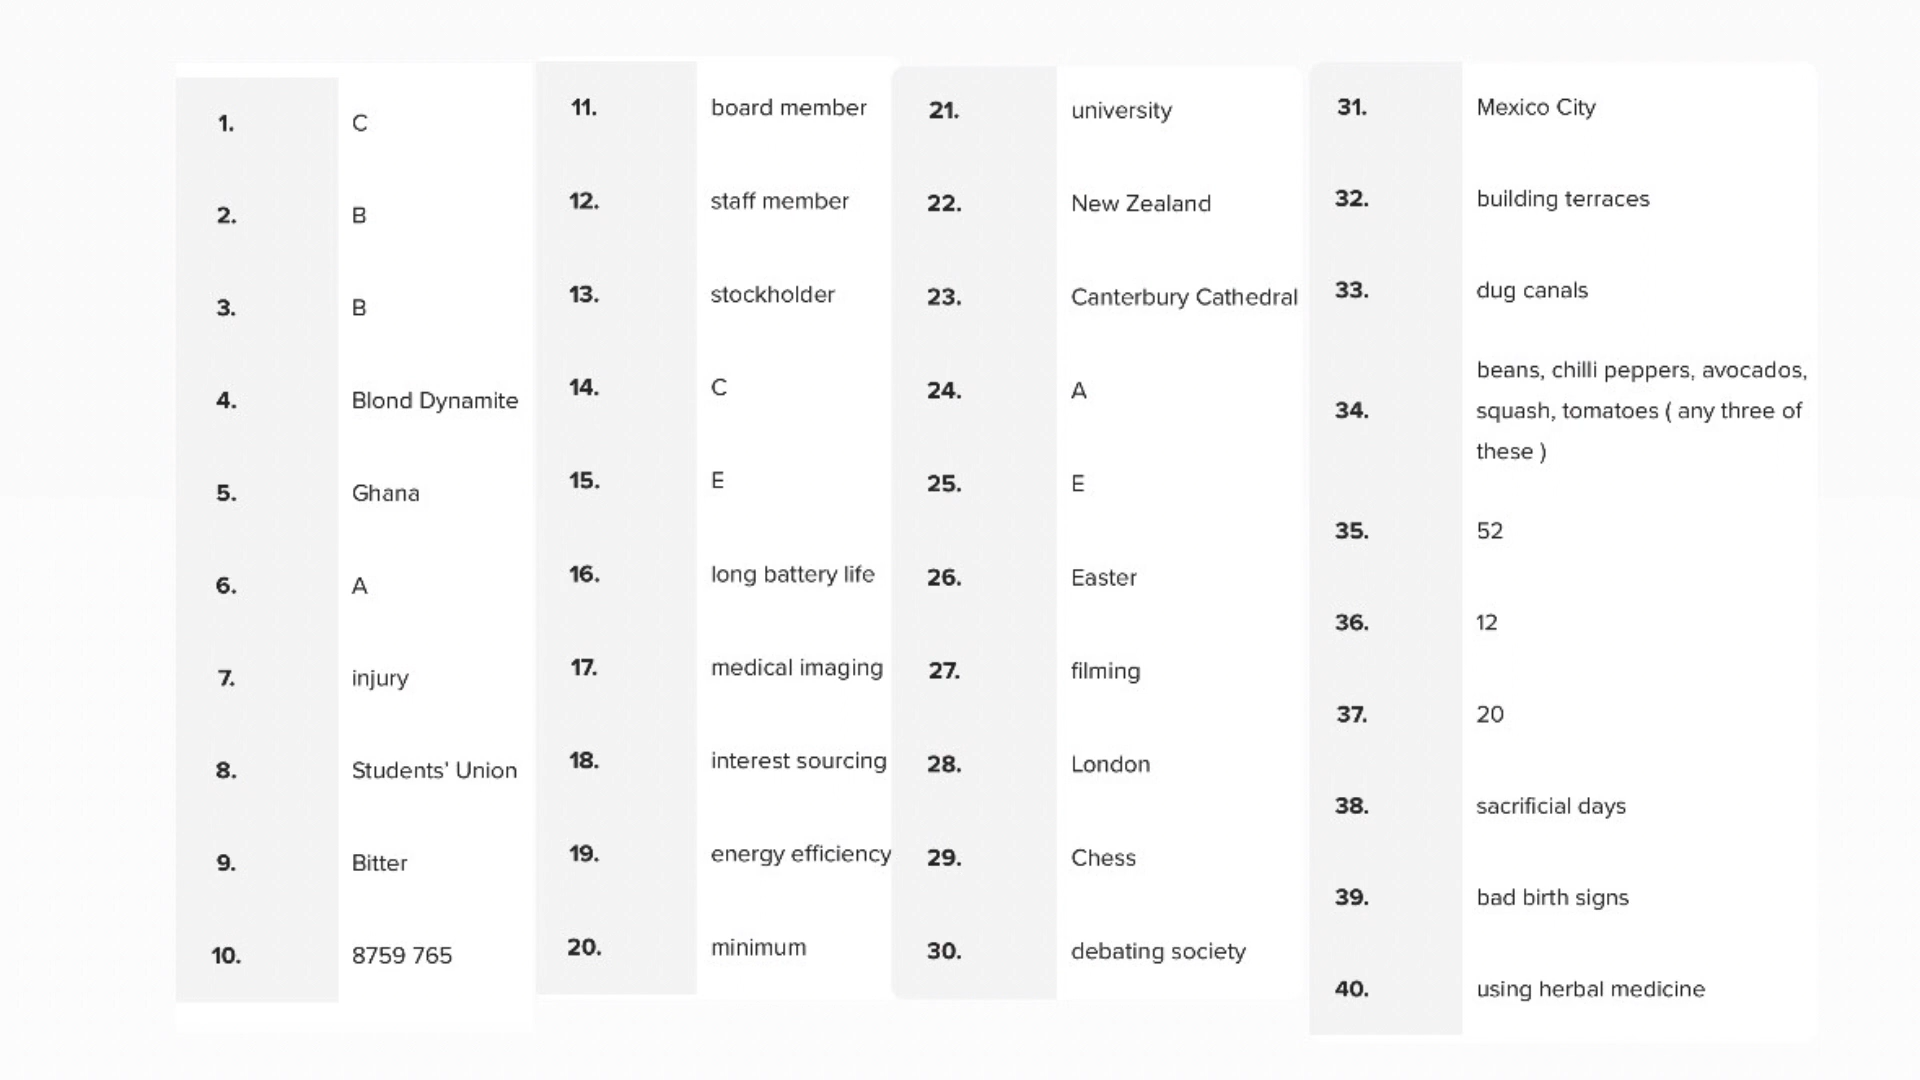 1. C
2. B
3. B
4. Blond Dynamite
5. Ghana
6. A
7. injury
8. Students' Union
9. Bitter
10. 8759 765
11. board member
12. staff member
13. stockholder
14. C
15. E
16. long battery life
17. medical imaging
18. interest sourcing
19. energy efficiency
20. minimum
21. university
22. New Zealand
23. Canterbury Cathedral
24. A
25. E
26. Easter
27. filming
28. London
29. Chess
30. debating society
31. Mexico City
32. building terraces
33. dug canals
34. beans, chilli peppers, avocados,
squash, tomatoes ( any three of
these )
35. 52
36. 12
37. 20
38. sacrificial days
39. bad birth signs
40. using herbal medicine